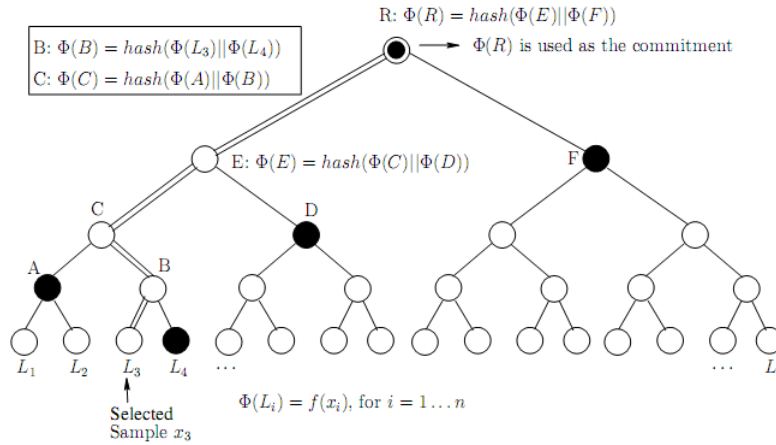 R: Φ(R) = hash(Φ(E)||Φ(F))
B: Φ(B) = hash(Φ(L₃)||Φ(L₄))
Φ(R) is used as the commitment
C: Φ(C) = hash(Φ(A)||Φ(B))
E: Φ(E) = hash(Φ(C)||Φ(D))
F
C
D
A
B
L₁ L₂ L₃ L₄ ... ... L
Φ(Lᵢ) = f(xᵢ), for i = 1...n
Selected
Sample x₃